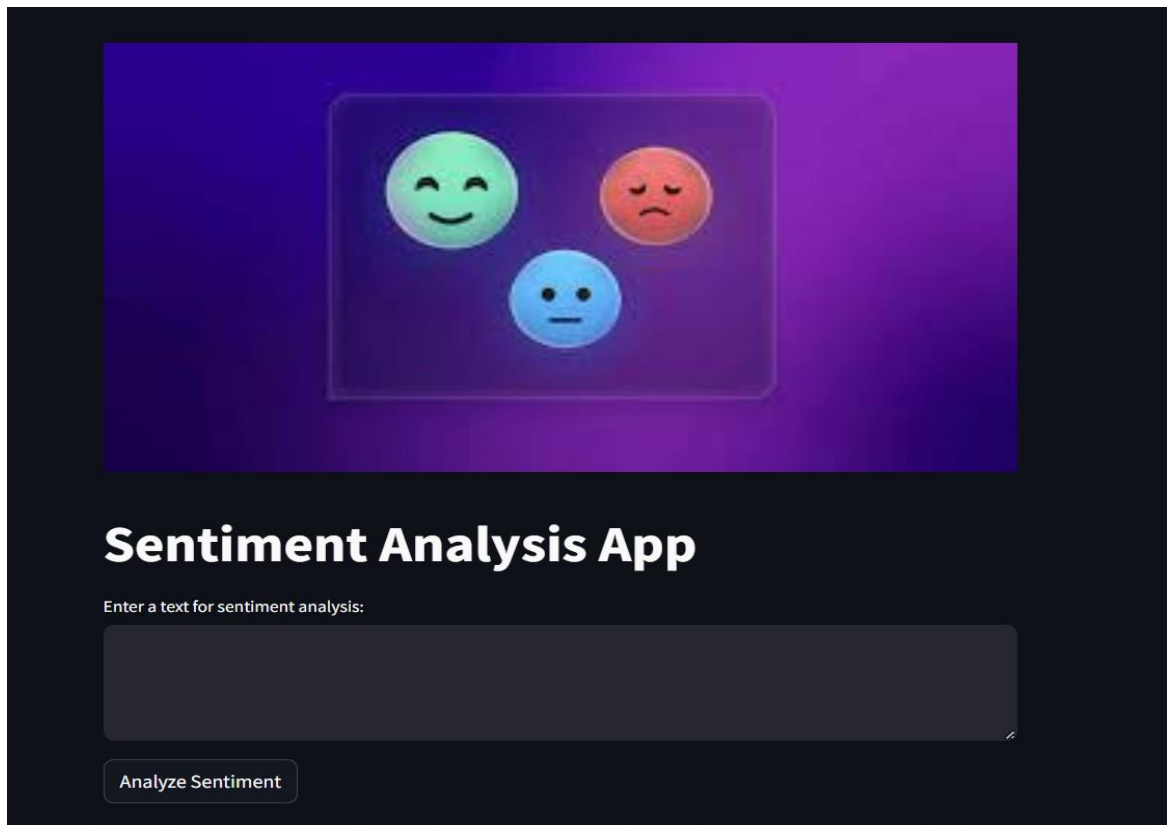 Sentiment Analysis App
Enter a text for sentiment analysis:
Analyze Sentiment